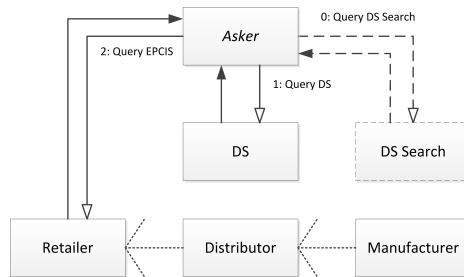 0: Query DS Search
Asker
2: Query EPCIS
1: Query DS
DS
DS Search
Retailer
Distributor
Manufacturer